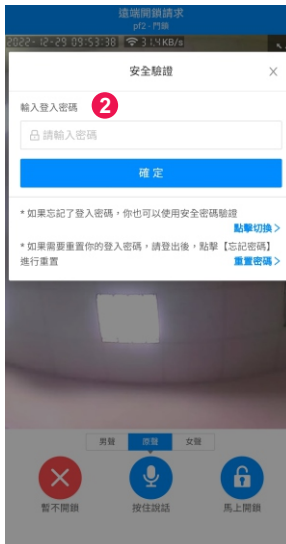 遠端開鎖請求
pf2 - 門鎖
2022-12-29 09:53:38 31.4KB/s
安全驗證
輸入登入密碼 2
請輸入密碼
確 定
* 如果忘記了登入密碼，你也可以使用安全密碼驗證
點擊切換 >
* 如果需要重置你的登入密碼，請登出後，點擊【忘記密碼】
進行重置 重置密碼 >
男聲 原聲 女聲
暫不開鎖 按住說話 馬上開鎖